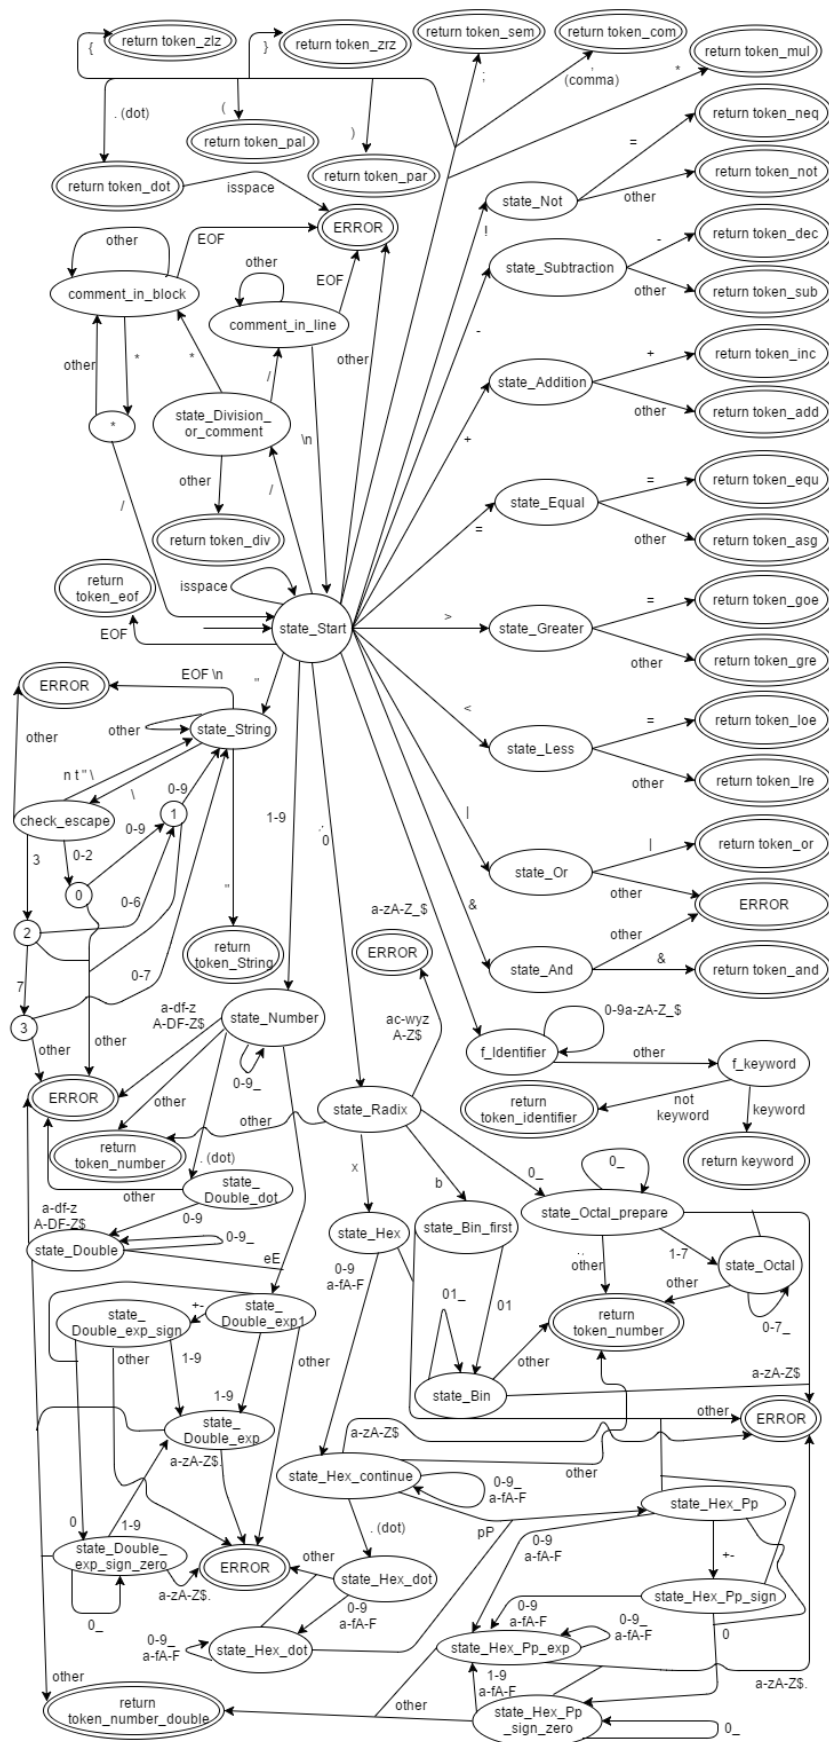 return token_zlz
{
return token_zrz
}
return token_sem
;
return token_com
,
(comma)
return token_mul
*
. (dot)
(
return token_pal
)
return token_par
return token_dot
isspace
ERROR
return token_neq
=
return token_not
other
state_Not
!
return token_dec
-
return token_sub
other
state_Subtraction
-
other
EOF
comment_in_block
other
EOF
comment_in_line
other
other
*
*
/
*
state_Division_
or_comment
\n
/
other
return token_div
/
return token_inc
+
return token_add
other
state_Addition
+
return token_equ
=
return token_asg
other
state_Equal
=
return
token_eof
EOF
isspace
state_Start
return token_goe
=
return token_gre
other
state_Greater
>
return token_loe
=
return token_lre
other
state_Less
<
ERROR
EOF \n
"
other
state_String
other
n t " \
\
check_escape
0-9
1
0-9
3
0-2
0
0-6
2
7
0-7
3
other
other
"
return
token_String
1-9
0
|
state_Or
|
return token_or
other
ERROR
&
state_And
other
&
return token_and
a-zA-Z_$
ERROR
ac-wyz
A-Z$
a-df-z
A-DF-Z$
state_Number
0-9_
other
ERROR
return
token_number
other
state_Radix
f_Identifier
0-9a-zA-Z_$
other
f_keyword
not
keyword
keyword
return
token_identifier
return keyword
. (dot)
state_
Double_dot
other
0-9
a-df-z
A-DF-Z$
state_Double
0-9_
eE
x
b
0_
state_Hex
state_Bin_first
0_
state_Octal_prepare
1-7
state_Octal
other
other
0-7_
return
token_number
0-9
a-fA-F
01_
01
state_Bin
other
a-zA-Z$
other
ERROR
state_
Double_exp_sign
+-
state_
Double_exp1
other
1-9
1-9
other
state_
Double_exp
a-zA-Z$.
0
1-9
state_Double_
exp_sign_zero
0_
a-zA-Z$.
ERROR
a-zA-Z$
state_Hex_continue
0-9_
a-fA-F
other
pP
. (dot)
other
state_Hex_dot
0-9
a-fA-F
0-9_
a-fA-F
state_Hex_dot
state_Hex_Pp
0-9
a-fA-F
+-
state_Hex_Pp_sign
0-9
a-fA-F
0
0-9_
a-fA-F
state_Hex_Pp_exp
1-9
a-fA-F
a-zA-Z$.
state_Hex_Pp
_sign_zero
0_
other
other
return
token_number_double